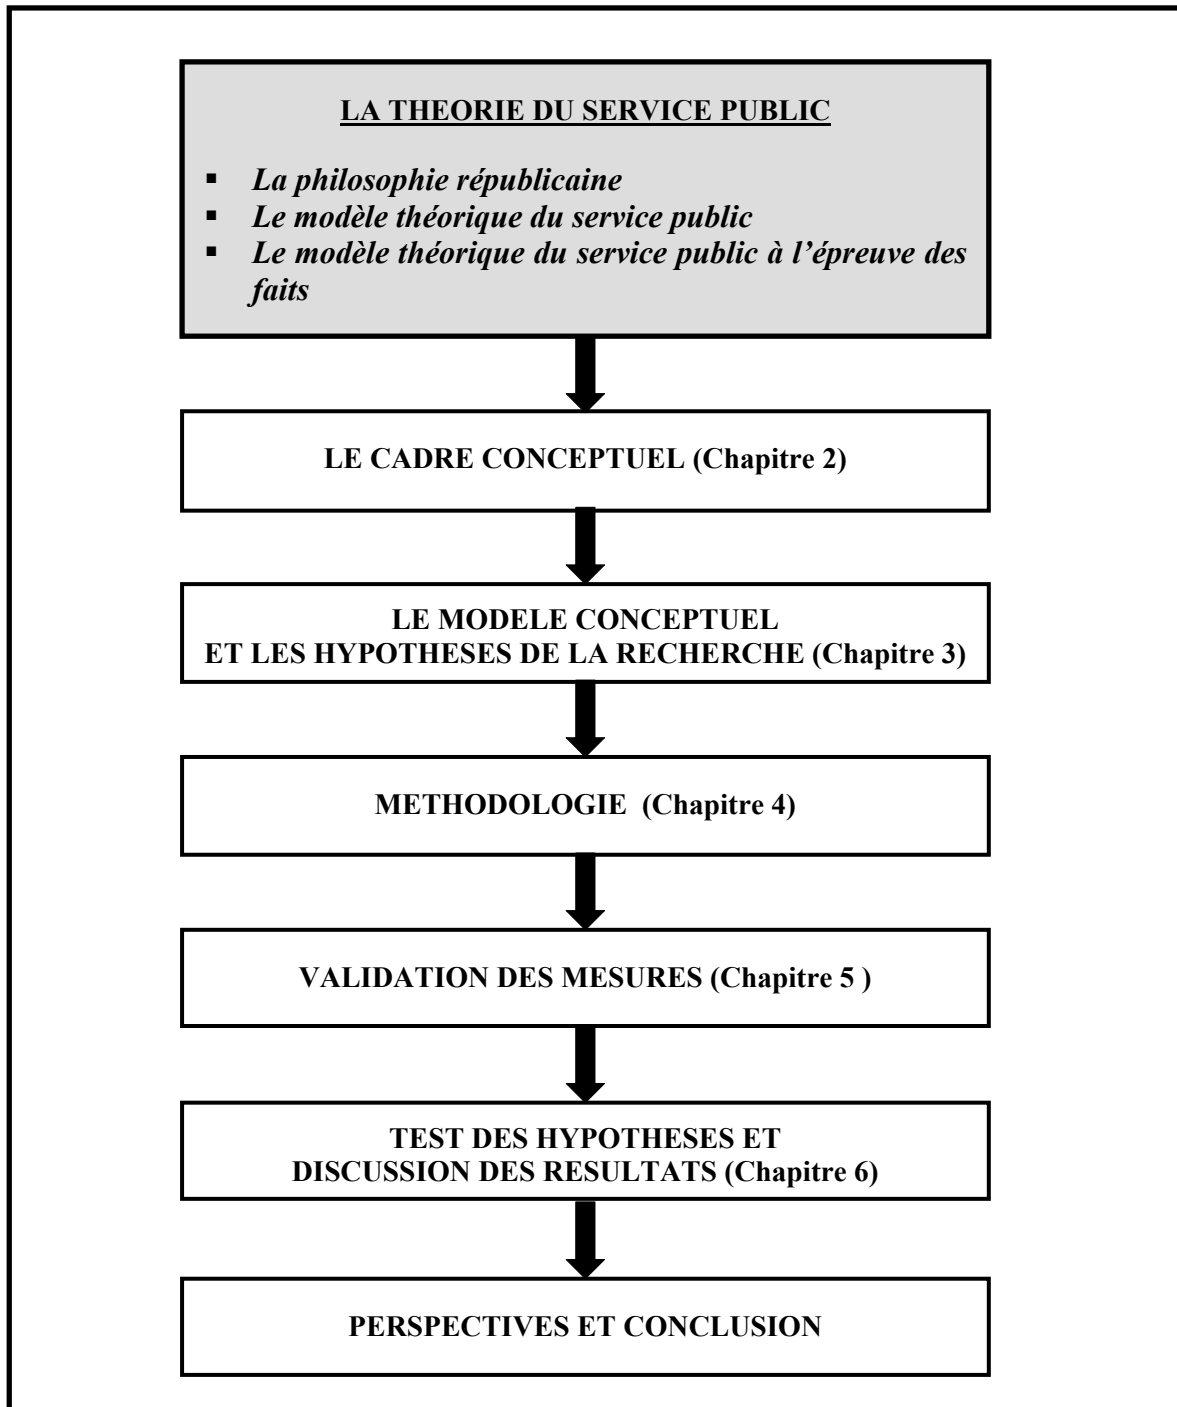 LA THEORIE DU SERVICE PUBLIC
▪ La philosophie républicaine
▪ Le modèle théorique du service public
▪ Le modèle théorique du service public à l’épreuve des
faits
LE CADRE CONCEPTUEL (Chapitre 2)
LE MODELE CONCEPTUEL
ET LES HYPOTHESES DE LA RECHERCHE (Chapitre 3)
METHODOLOGIE (Chapitre 4)
VALIDATION DES MESURES (Chapitre 5 )
TEST DES HYPOTHESES ET
DISCUSSION DES RESULTATS (Chapitre 6)
PERSPECTIVES ET CONCLUSION